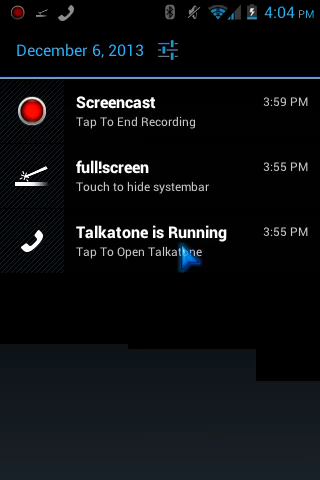 4:04 PM
December 6, 2013
Screencast 3:59 PM
Tap To End Recording
full!screen 3:55 PM
Touch to hide systembar
Talkatone is Running 3:55 PM
Tap To Open Talkatone